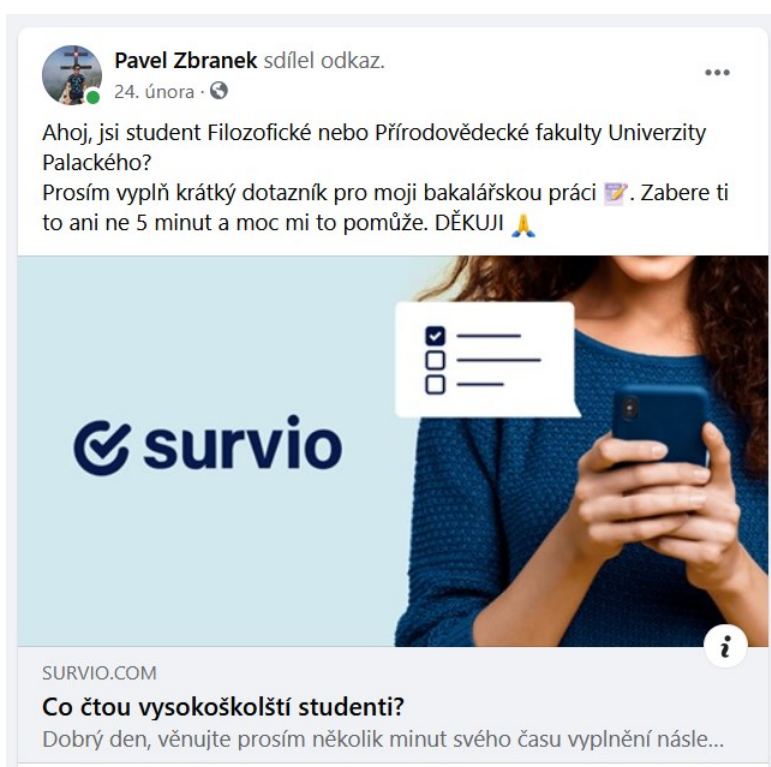 Pavel Zbranek sdílel odkaz.
24. února ·
Ahoj, jsi student Filozofické nebo Přírodovědecké fakulty Univerzity
Palackého?
Prosím vyplň krátký dotazník pro moji bakalářskou práci 📝. Zabere ti
to ani ne 5 minut a moc mi to pomůže. DĚKUJI 🙏
survio
SURVIO.COM
Co čtou vysokoškolští studenti?
Dobrý den, věnujte prosím několik minut svého času vyplnění násle...